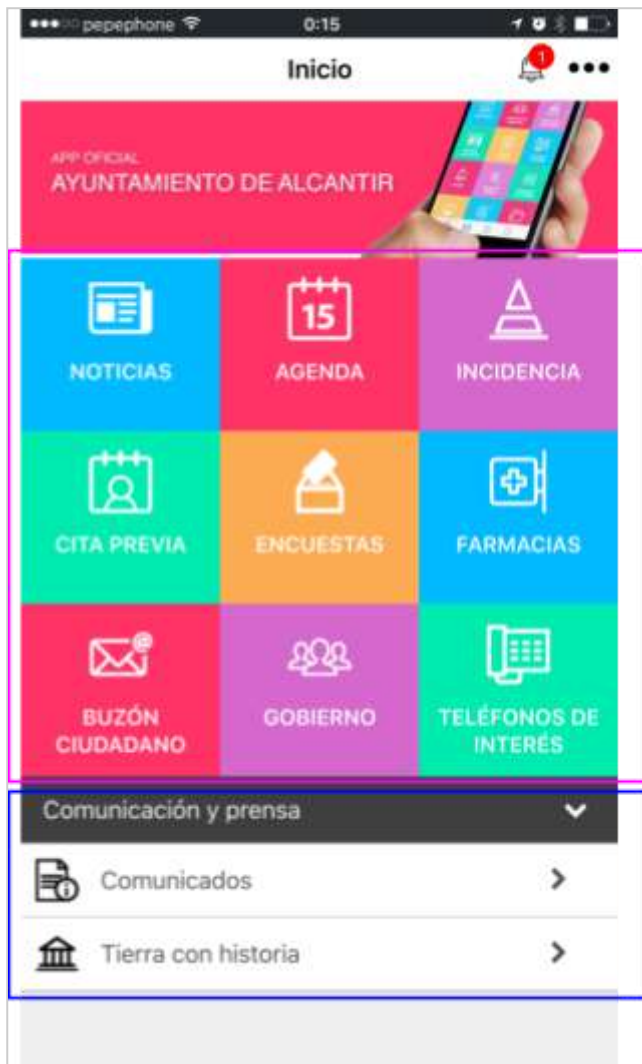 pepephone 0:15
Inicio
1
APP OFICIAL
AYUNTAMIENTO DE ALCANTIR
NOTICIAS
15
AGENDA
INCIDENCIA
CITA PREVIA
ENCUESTAS
FARMACIAS
@
BUZÓN
CIUDADANO
GOBIERNO
TELÉFONOS DE
INTERÉS
Comunicación y prensa
Comunicados
Tierra con historia